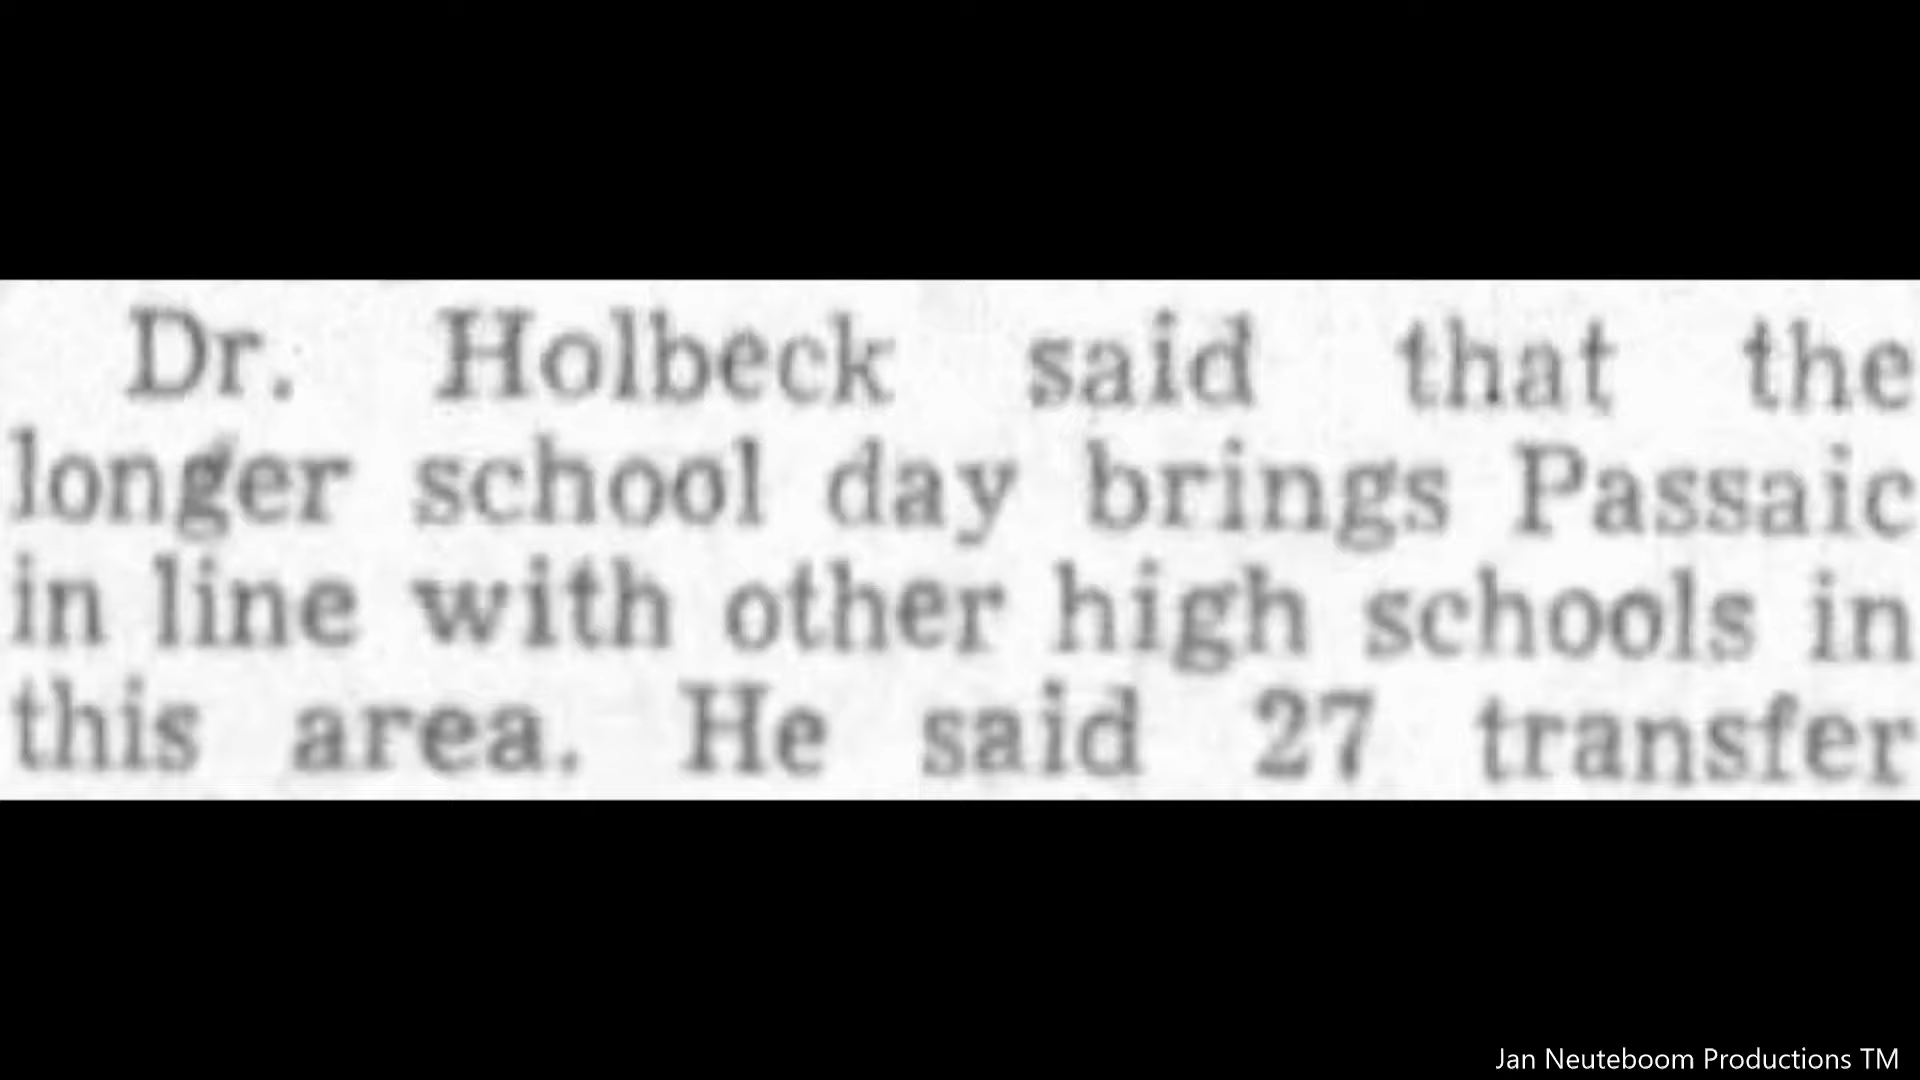 Dr. Holbeck said that the
longer school day brings Passaic
in line with other high schools in
this area. He said 27 transfer
Jan Neuteboom Productions TM